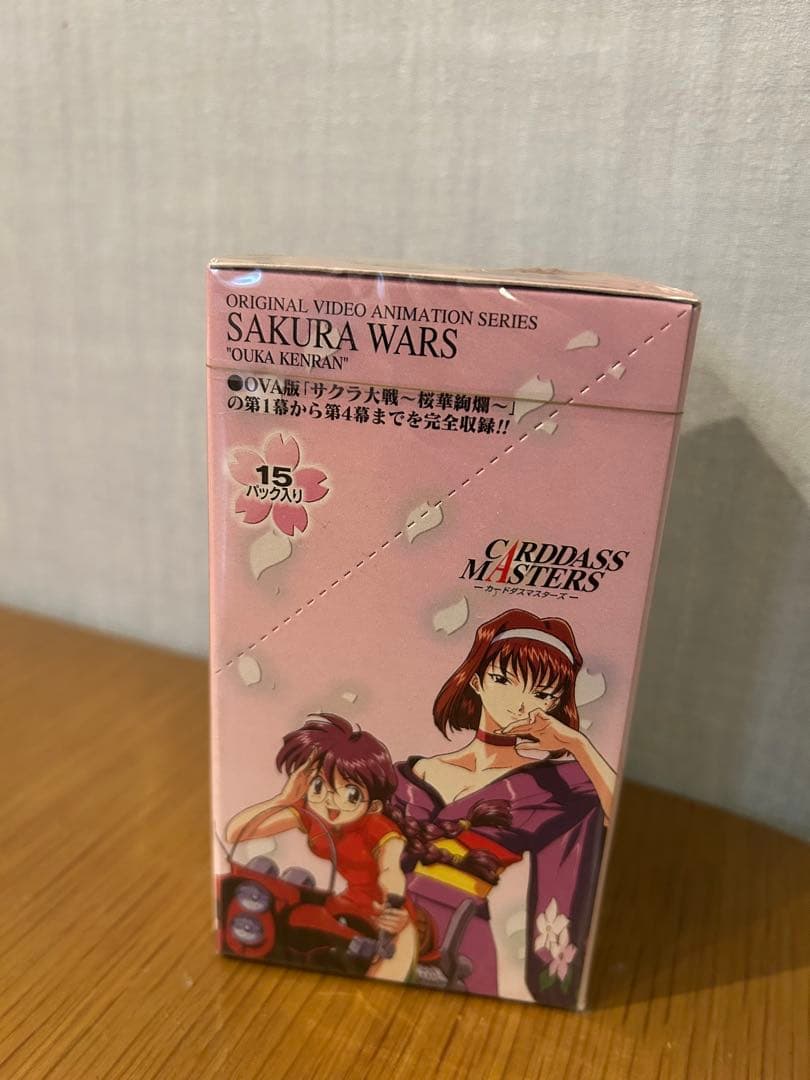 ORIGINAL VIDEO ANIMATION SERIES
SAKURA WARS
"OUKA KENRAN"
●OVA版「サクラ大戦～桜華絢爛～」
の第1幕から第4幕までを完全収録!!
15
パック入り
CARDDASS
MASTERS
ーカードダスマスターズー